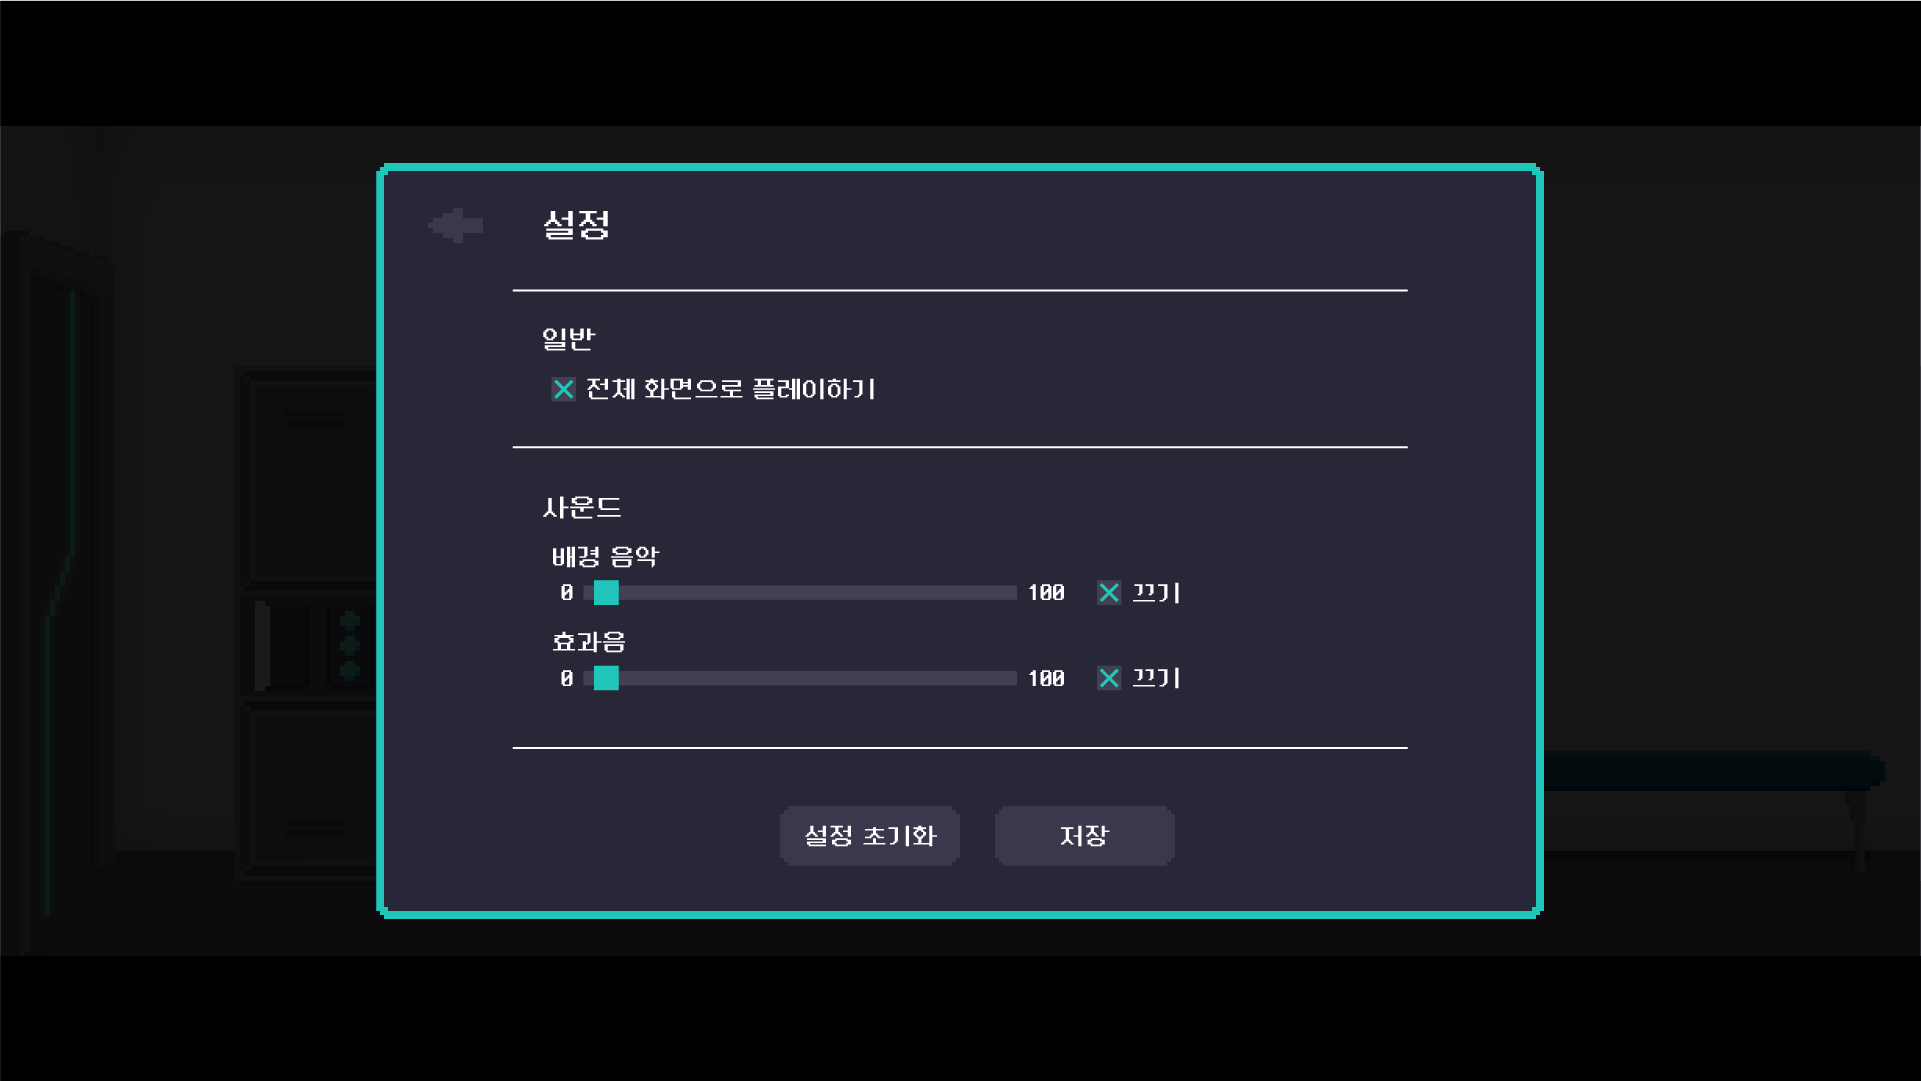 설정
일반
전체 화면으로 플레이하기
사운드
배경 음악
0 100 끄기
효과음
0 100 끄기
설정 초기화 저장